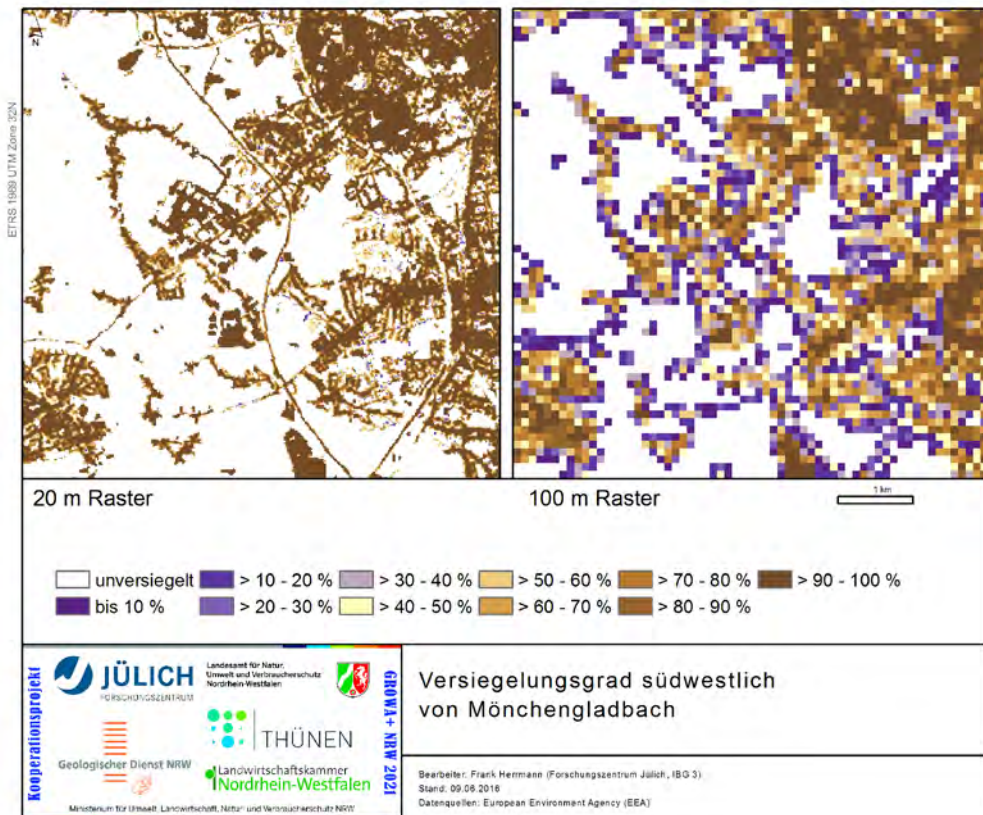 N
ETRS 1989 UTM Zone 32N
20 m Raster
100 m Raster
1 km
unversiegelt
> 10 - 20 %
> 30 - 40 %
> 50 - 60 %
> 70 - 80 %
> 90 - 100 %
bis 10 %
> 20 - 30 %
> 40 - 50 %
> 60 - 70 %
> 80 - 90 %
Kooperationsprojekt
JÜLICH
FORSCHUNGSZENTRUM
Landesamt für Natur,
Umwelt und Verbraucherschutz
Nordrhein-Westfalen
Geologischer Dienst NRW
THÜNEN
Landwirtschaftskammer
Nordrhein-Westfalen
GROWA+ NRW 2021
Ministerium für Umwelt, Landwirtschaft, Natur- und Verbraucherschutz NRW
Versiegelungsgrad südwestlich
von Mönchengladbach
Bearbeiter: Frank Herrmann (Forschungszentrum Jülich, IBG 3)
Stand: 09.06.2016
Datenquellen: European Environment Agency (EEA)